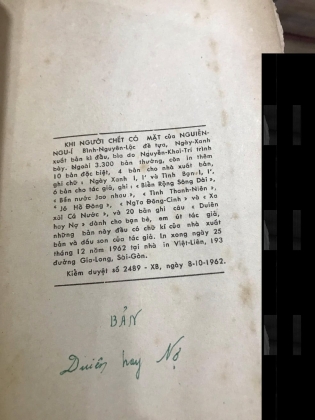 KHI NGƯỜI CHẾT CÓ MẶT của NGUIỄN-
NGU-Í Bình-Nguyên-Lộc đề tựa, Ngày-Xanh
xuất bản kì đầu, bìa do Nguyễn-Khai-Trí trình
bày. Ngoài 3.300 bản thường, còn in thêm
10 bản đặc biệt, 4 bản cho nhà xuất bản,
ghi chữ: Ngày Xanh I, I' và Tình Bạn: I, I',
6 bản cho tác giả, ghi: « Biển Rộng Sông Dài »,
« Bến nước Jao nhau », « Tình Thanh-Niên »,
« Jó Hồ Đông », « Ngio Đông-Cinh » và « Xa
xứ Có Nước », và 20 bản ghi câu « Duiên
huy Nợ » dành cho bạn bè, em út tác giả,
những bản này đều có chữ kí của nhà xuất
bản và dấu son của tác giả. In xong ngày 25
tháng 12 năm 1962 tại nhà in Việt-Liên, 193
đường Gia-Long, Sài-Gòn.
Kiểm duyệt số 2489 - XB, ngày 8-10-1962.
BẢN
Duiên hay Nợ